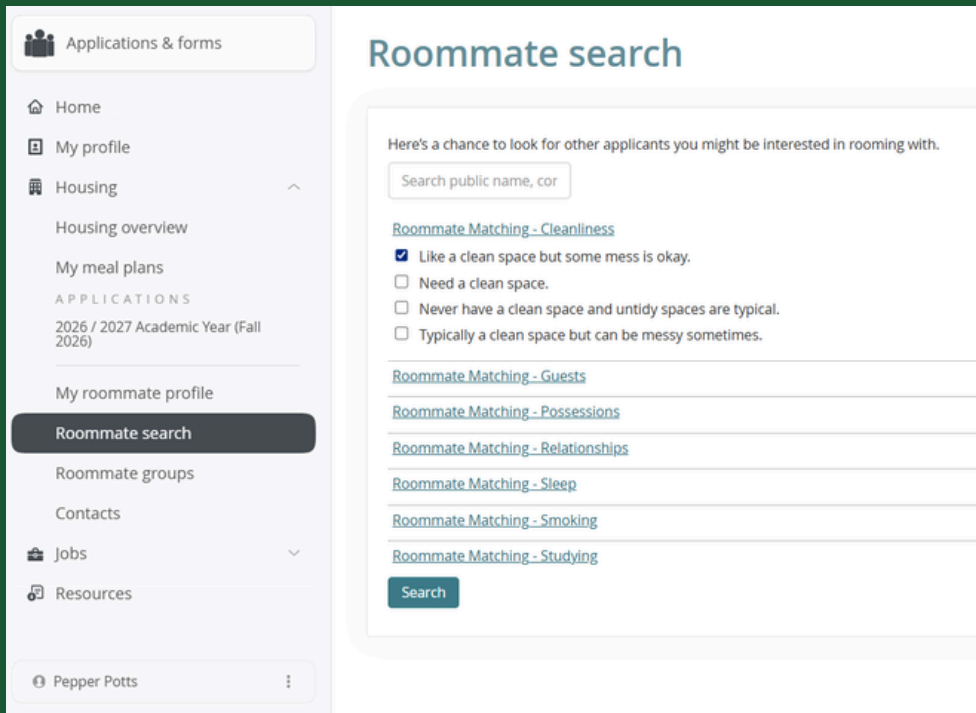 Applications & forms
Home
My profile
Housing
Housing overview
My meal plans
APPLICATIONS
2026 / 2027 Academic Year (Fall
2026)
My roommate profile
Roommate search
Roommate groups
Contacts
Jobs
Resources
Pepper Potts
Roommate search
Here's a chance to look for other applicants you might be interested in rooming with.
Search public name, cor
Roommate Matching - Cleanliness
Like a clean space but some mess is okay.
Need a clean space.
Never have a clean space and untidy spaces are typical.
Typically a clean space but can be messy sometimes.
Roommate Matching - Guests
Roommate Matching - Possessions
Roommate Matching - Relationships
Roommate Matching - Sleep
Roommate Matching - Smoking
Roommate Matching - Studying
Search